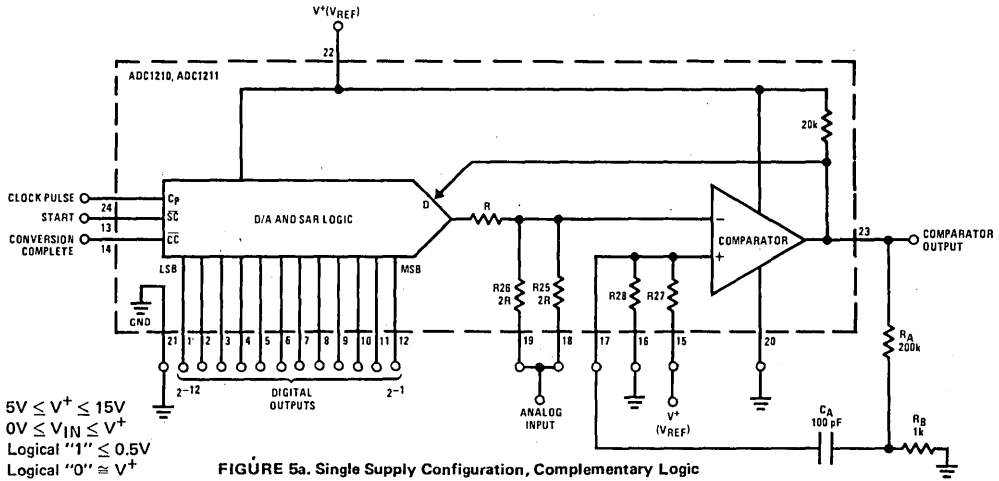 V⁺(VREF)
22
ADC1210, ADC1211
20k
CLOCK PULSE
24
CP
START
13
SC
CONVERSION
COMPLETE
14
CC
D/A AND SAR LOGIC
D
R
LSB
MSB
GND
21
1
2
3
4
5
6
7
8
9
10
11
12
2-12
2-1
DIGITAL
OUTPUTS
R26
2R
R25
2R
R28
R27
−
+
COMPARATOR
23
COMPARATOR
OUTPUT
19
18
17
16
15
20
ANALOG
INPUT
V⁺
(VREF)
RA
200k
CA
100 pF
RB
1k
5V ≤ V⁺ ≤ 15V
0V ≤ VIN ≤ V⁺
Logical "1" ≤ 0.5V
Logical "0" ≅ V⁺
FIGURE 5a. Single Supply Configuration, Complementary Logic